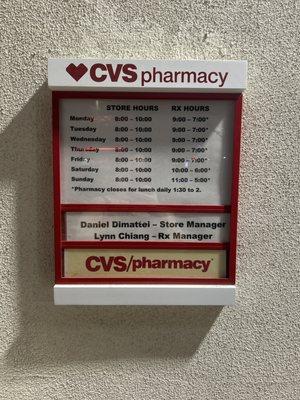 CVS pharmacy
STORE HOURS RX HOURS
Monday 8:00 – 10:00 9:00 – 7:00*
Tuesday 8:00 – 10:00 9:00 – 7:00*
Wednesday 8:00 – 10:00 9:00 – 7:00*
Thursday 8:00 – 10:00 9:00 – 7:00*
Friday 8:00 – 10:00 9:00 – 7:00*
Saturday 8:00 – 10:00 10:00 – 6:00*
Sunday 8:00 – 10:00 11:00 – 5:00*
*Pharmacy closes for lunch daily 1:30 to 2.
Daniel Dimattei – Store Manager
Lynn Chiang – Rx Manager
CVS/pharmacy